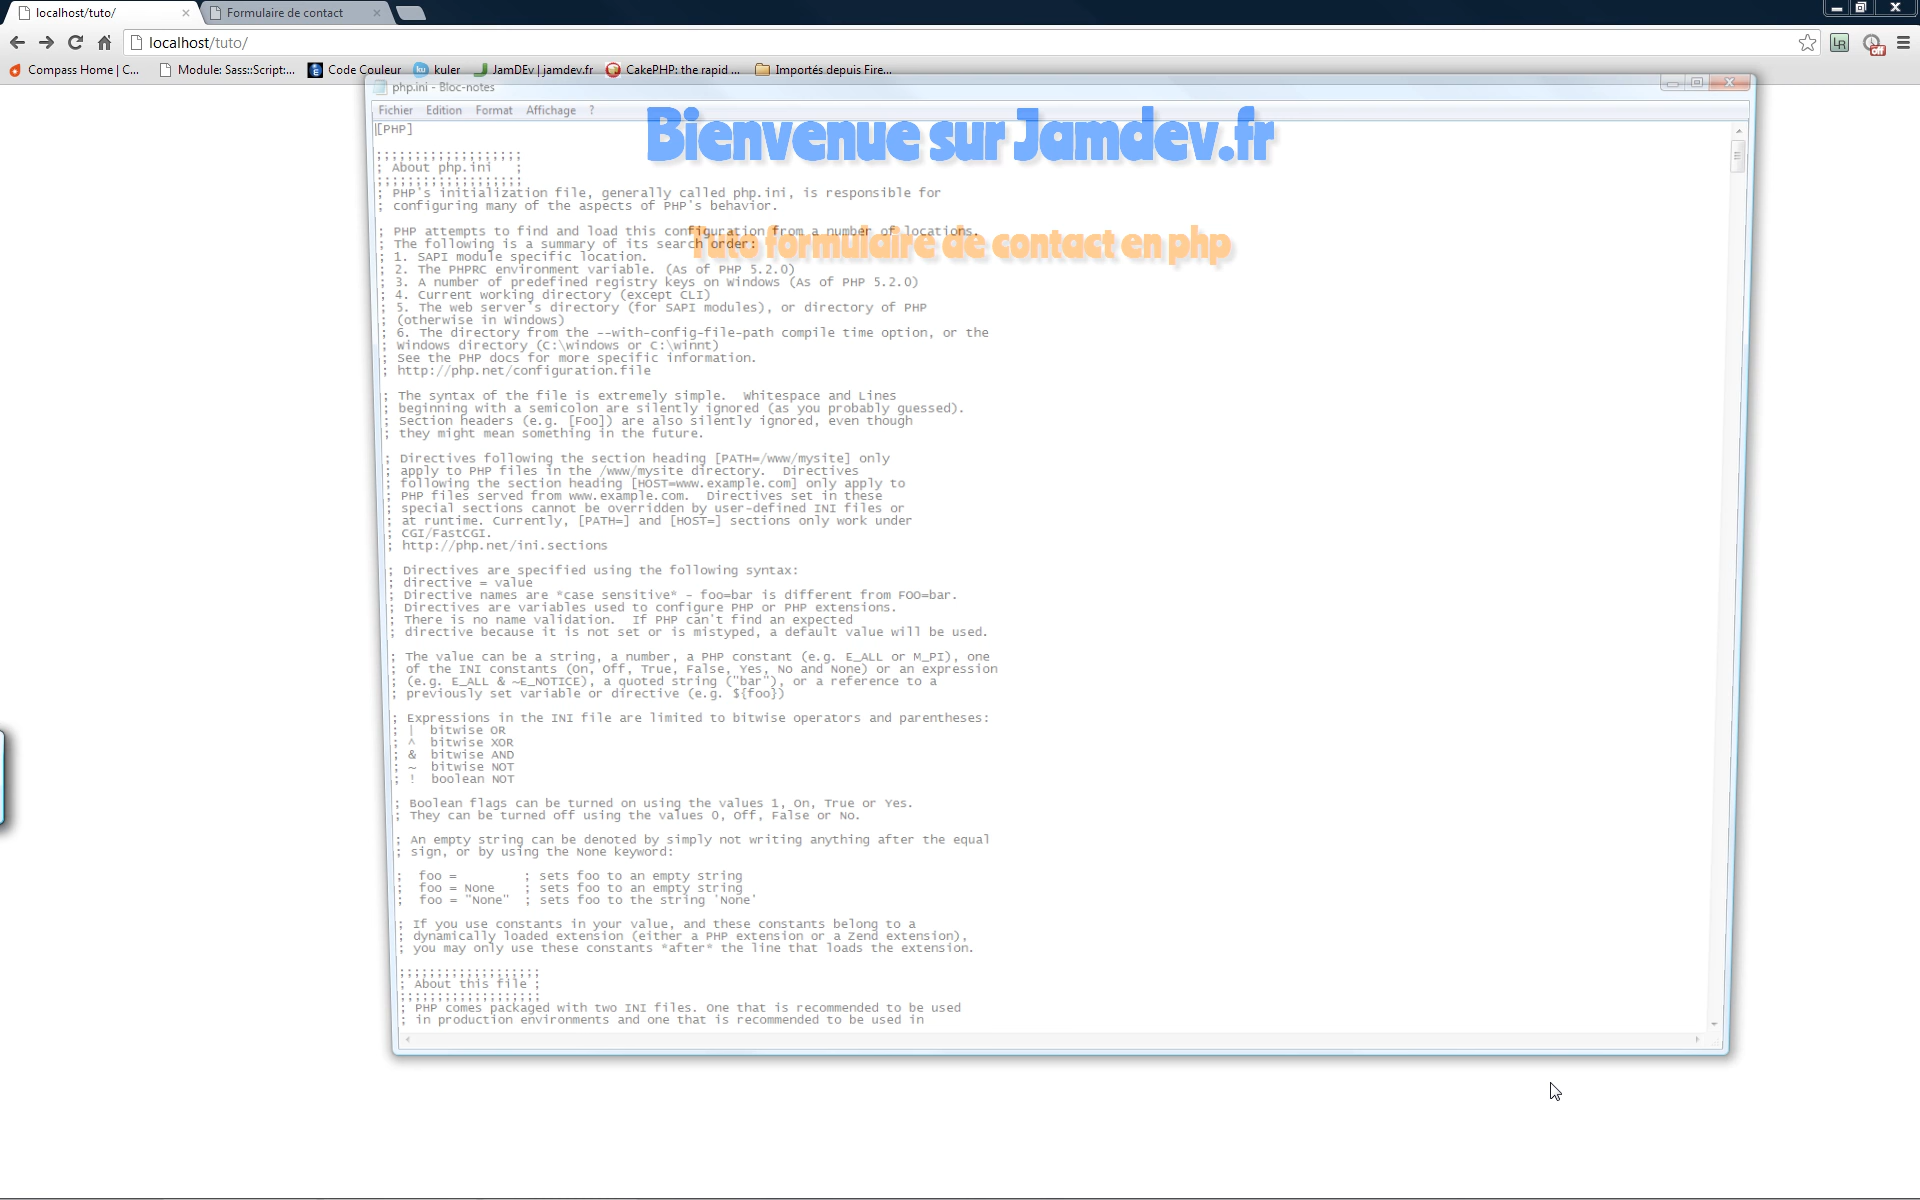 localhost/tuto/
Formulaire de contact
localhost/tuto/
Compass Home | C...
Module: Sass::Script:...
Code Couleur
ku kuler
JamDEv | jamdev.fr
CakePHP: the rapid ...
Importés depuis Fire...
php.ini - Bloc-notes
Fichier Edition Format Affichage ?
[PHP]
Bienvenue sur Jamdev.fr
;;;;;;;;;;;;;;;;;;;
; About php.ini   ;
;;;;;;;;;;;;;;;;;;;
; PHP's initialization file, generally called php.ini, is responsible for
; configuring many of the aspects of PHP's behavior.
; PHP attempts to find and load this configuration from a number of locations.
Tuto formulaire de contact en php
; The following is a summary of its search order:
; 1. SAPI module specific location.
; 2. The PHPRC environment variable. (As of PHP 5.2.0)
; 3. A number of predefined registry keys on Windows (As of PHP 5.2.0)
; 4. Current working directory (except CLI)
; 5. The web server's directory (for SAPI modules), or directory of PHP
; (otherwise in Windows)
; 6. The directory from the --with-config-file-path compile time option, or the
; Windows directory (C:\windows or C:\winnt)
; See the PHP docs for more specific information.
; http://php.net/configuration.file
; The syntax of the file is extremely simple.  Whitespace and Lines
; beginning with a semicolon are silently ignored (as you probably guessed).
; Section headers (e.g. [Foo]) are also silently ignored, even though
; they might mean something in the future.
; Directives following the section heading [PATH=/www/mysite] only
; apply to PHP files in the /www/mysite directory.  Directives
; following the section heading [HOST=www.example.com] only apply to
; PHP files served from www.example.com.  Directives set in these
; special sections cannot be overridden by user-defined INI files or
; at runtime. Currently, [PATH=] and [HOST=] sections only work under
; CGI/FastCGI.
; http://php.net/ini.sections
; Directives are specified using the following syntax:
; directive = value
; Directive names are *case sensitive* - foo=bar is different from FOO=bar.
; Directives are variables used to configure PHP or PHP extensions.
; There is no name validation.  If PHP can't find an expected
; directive because it is not set or is mistyped, a default value will be used.
; The value can be a string, a number, a PHP constant (e.g. E_ALL or M_PI), one
; of the INI constants (On, Off, True, False, Yes, No and None) or an expression
; (e.g. E_ALL & ~E_NOTICE), a quoted string ("bar"), or a reference to a
; previously set variable or directive (e.g. ${foo})
; Expressions in the INI file are limited to bitwise operators and parentheses:
; |  bitwise OR
; ^  bitwise XOR
; &  bitwise AND
; ~  bitwise NOT
; !  boolean NOT
; Boolean flags can be turned on using the values 1, On, True or Yes.
; They can be turned off using the values 0, Off, False or No.
; An empty string can be denoted by simply not writing anything after the equal
; sign, or by using the None keyword:
;  foo =         ; sets foo to an empty string
;  foo = None    ; sets foo to an empty string
;  foo = "None"  ; sets foo to the string 'None'
; If you use constants in your value, and these constants belong to a
; dynamically loaded extension (either a PHP extension or a Zend extension),
; you may only use these constants *after* the line that loads the extension.
;;;;;;;;;;;;;;;;;;;
; About this file ;
;;;;;;;;;;;;;;;;;;;
; PHP comes packaged with two INI files. One that is recommended to be used
; in production environments and one that is recommended to be used in